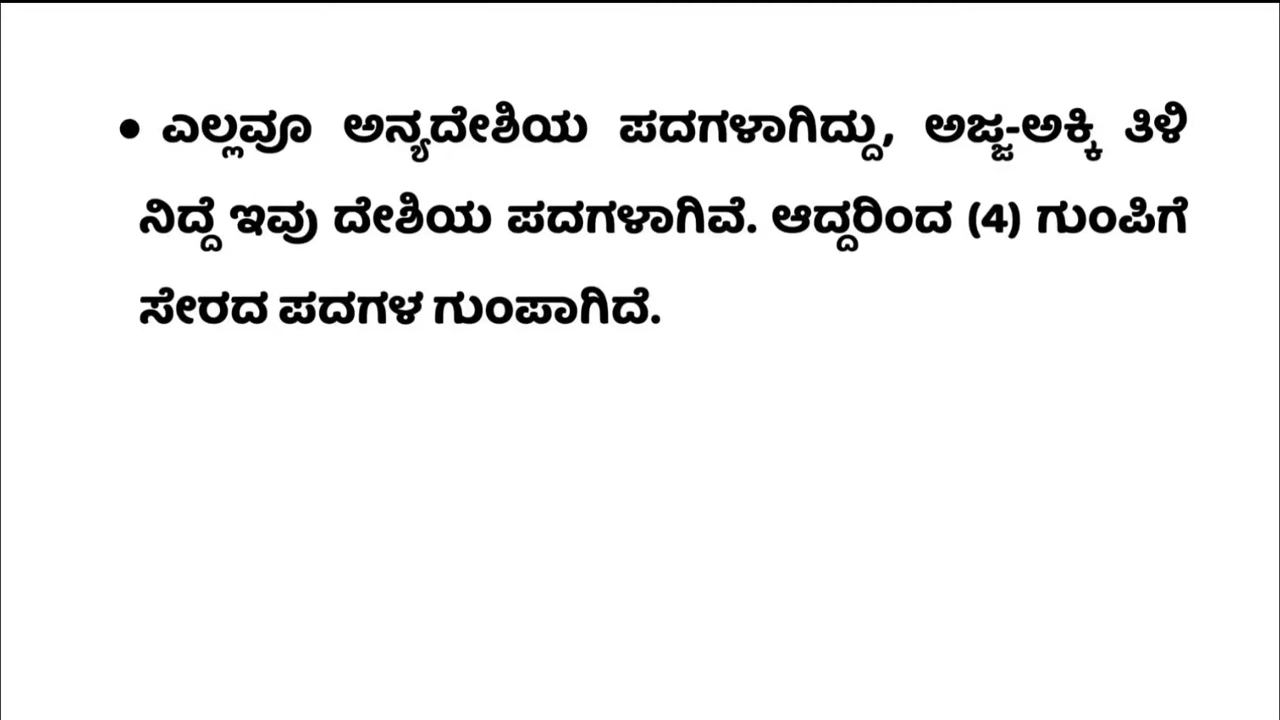 • ಎಲ್ಲವೂ ಅನ್ಯದೇಶಿಯ ಪದಗಳಾಗಿದ್ದು, ಅಜ್ಜ-ಅಕ್ಕಿ ತಿಳಿ
ನಿದ್ದೆ ಇವು ದೇಶಿಯ ಪದಗಳಾಗಿವೆ. ಆದ್ದರಿಂದ (4) ಗುಂಪಿಗೆ
ಸೇರದ ಪದಗಳ ಗುಂಪಾಗಿದೆ.